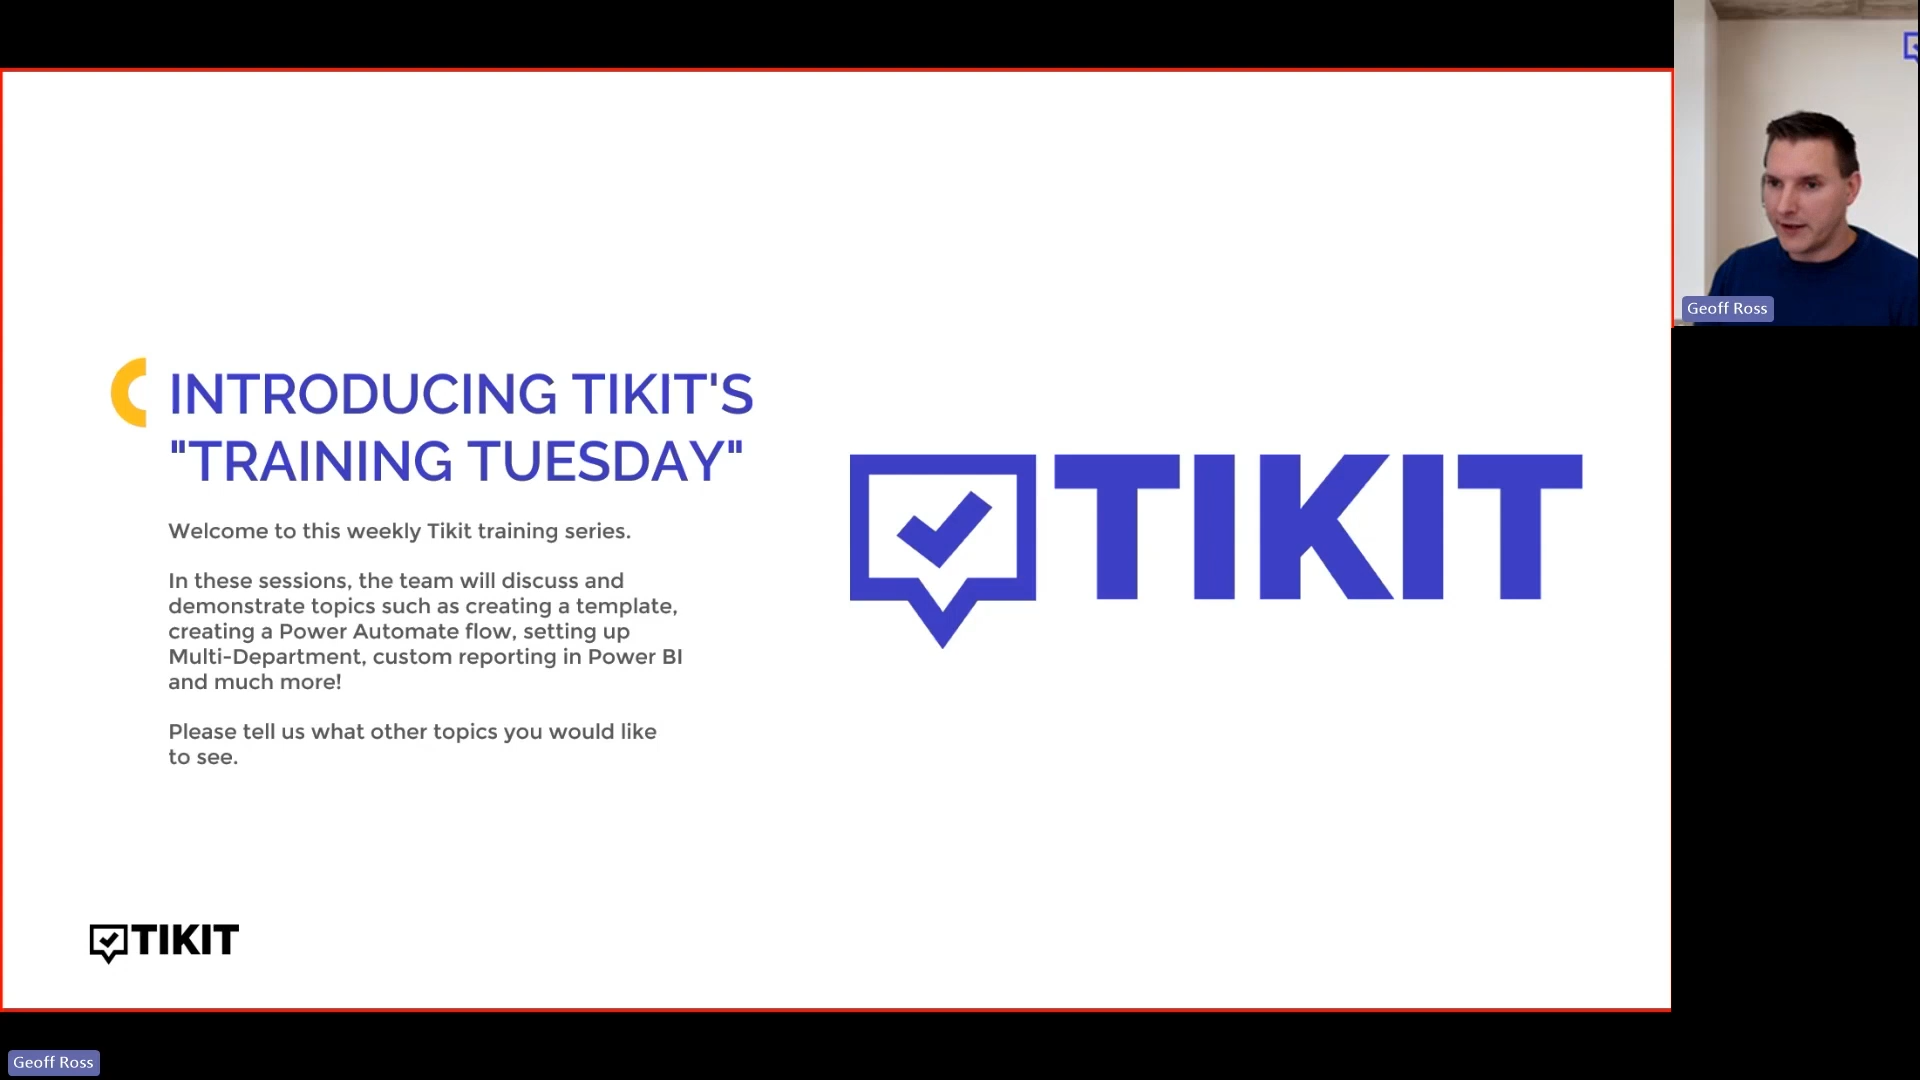 INTRODUCING TIKIT'S
"TRAINING TUESDAY"
Welcome to this weekly Tikit training series.
In these sessions, the team will discuss and
demonstrate topics such as creating a template,
creating a Power Automate flow, setting up
Multi-Department, custom reporting in Power BI
and much more!
Please tell us what other topics you would like
to see.
TIKIT
TIKIT
Geoff Ross
Geoff Ross